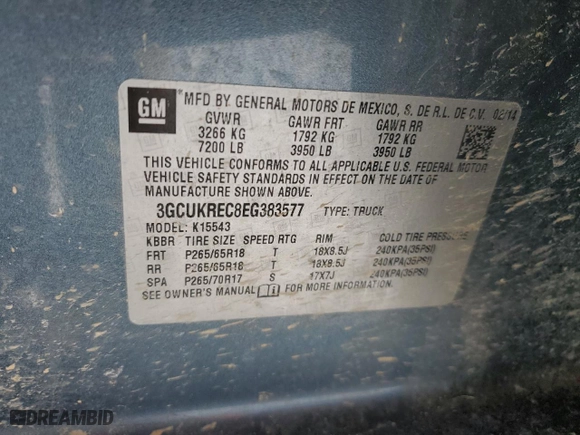 GM
MFD BY GENERAL MOTORS DE MEXICO, S. DE R.L. DE C.V. 02/14
GVWR GAWR FRT GAWR RR
3266 KG 1792 KG 1792 KG
7200 LB 3950 LB 3950 LB
THIS VEHICLE CONFORMS TO ALL APPLICABLE U.S. FEDERAL MOTOR
VEHICLE SAFETY STANDARDS IN EFFECT ON THE DATE OF
MANUFACTURE SHOWN ABOVE.
3GCUKREC8EG383577 TYPE: TRUCK
MODEL: K15543
KBBR TIRE SIZE SPEED RTG RIM COLD TIRE PRESSURE
FRT P265/65R18 T 18X8.5J 240KPA(35PSI)
RR P265/65R18 T 18X8.5J 240KPA(35PSI)
SPA P265/70R17 S 17X7J 240KPA(35PSI)
SEE OWNER'S MANUAL FOR MORE INFORMATION.
DREAMBID